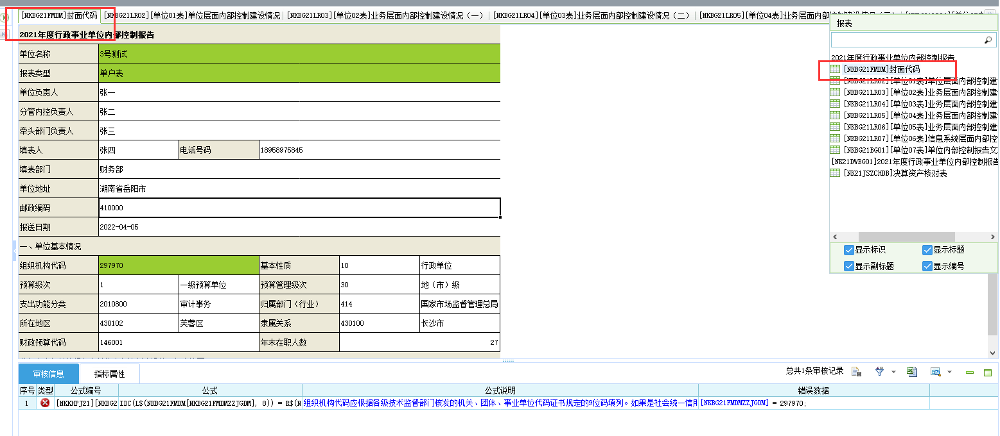 [NKBG21FMDM]封面代码 [NKBG21LR02][单位01表]单位层面内部控制建设情况 [NKBG21LR03][单位02表]业务层面内部控制建设情况（一） [NKBG21LR04][单位03表]业务层面内部控制建设情况（二） [NKBG21LR05][单位04表]业务层面内部
2021年度行政事业单位内部控制报告
单位名称 3号测试
报表类型 单户表
单位负责人 张一
分管内控负责人 张二
牵头部门负责人 张三
填表人 张四 电话号码 18958975845
填表部门 财务部
单位地址 湖南省岳阳市
邮政编码 410000
报送日期 2022-04-05
一、单位基本情况
组织机构代码 297970 基本性质 10 行政单位
预算级次 1 一级预算单位 预算管理级次 30 地（市）级
支出功能分类 2010800 审计事务 归属部门（行业） 414 国家市场监督管理总局
所在地区 430102 芙蓉区 隶属关系 430100 长沙市
财政预算代码 146001 年末在职人数 27
报表
2021年度行政事业单位内部控制报告
[NKBG21FMDM]封面代码
[NKBG21LR02][单位01表]单位层面内部控制建
[NKBG21LR03][单位02表]业务层面内部控制建
[NKBG21LR04][单位03表]业务层面内部控制建
[NKBG21LR05][单位04表]业务层面内部控制建
[NKBG21LR06][单位05表]业务层面内部控制建
[NKBG21LR07][单位06表]信息系统层面内部控
[NKBG21BG01][单位07表]单位内部控制报告文
[NK21DWBG01]2021年度行政事业单位内部控制报告
[NK21JSZCHDB]决算资产核对表
显示标识 显示标题
显示副标题 显示编号
审核信息 指标属性 总共1条审核记录
序号 类型 公式编号 公式 公式说明 错误数据
1 [NKKHPJ21][NKBG2 IDC(L$(NKBG21FMDM[NKBG21FMDMZZJGDM], 8)) = R$(N 组织机构代码应根据各级技术监督部门核发的机关、团体、事业单位代码证书规定的9位码填列。如果是社会统一信用 [NKBG21FMDMZZJGDM] = 297970;